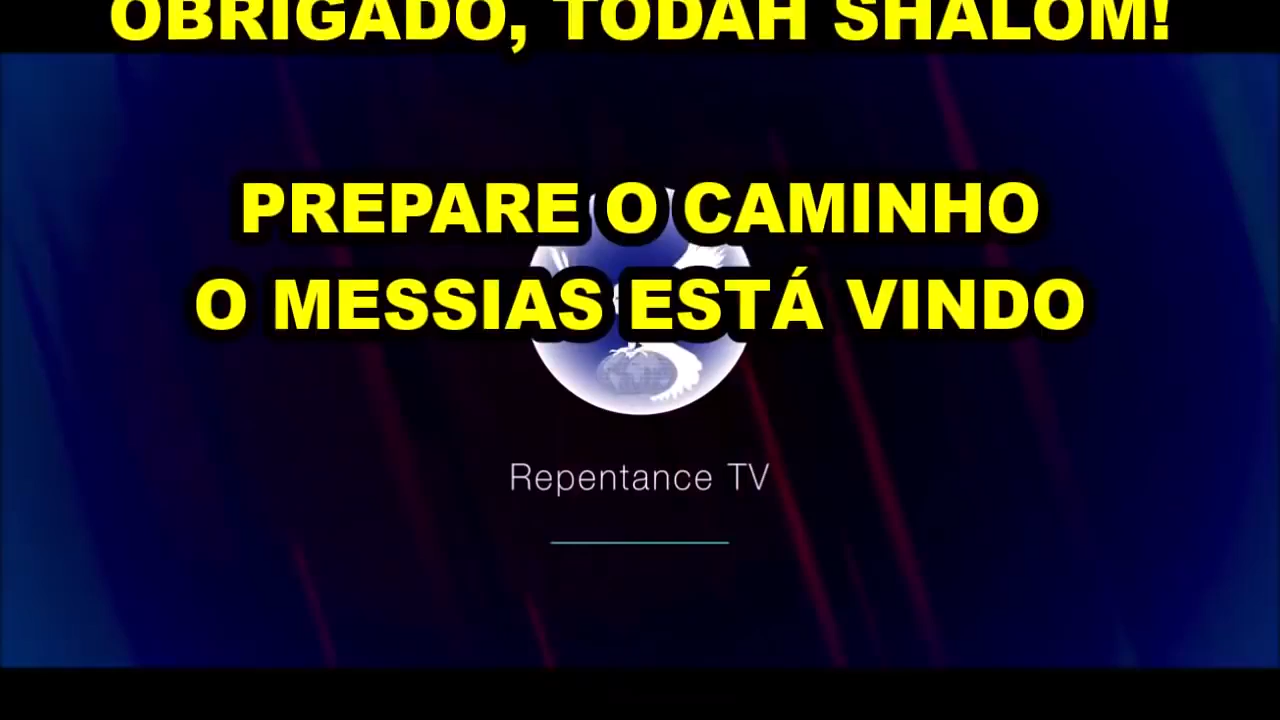 OBRIGADO, TODAH SHALOM!
PREPARE O CAMINHO
O MESSIAS ESTÁ VINDO
Repentance TV